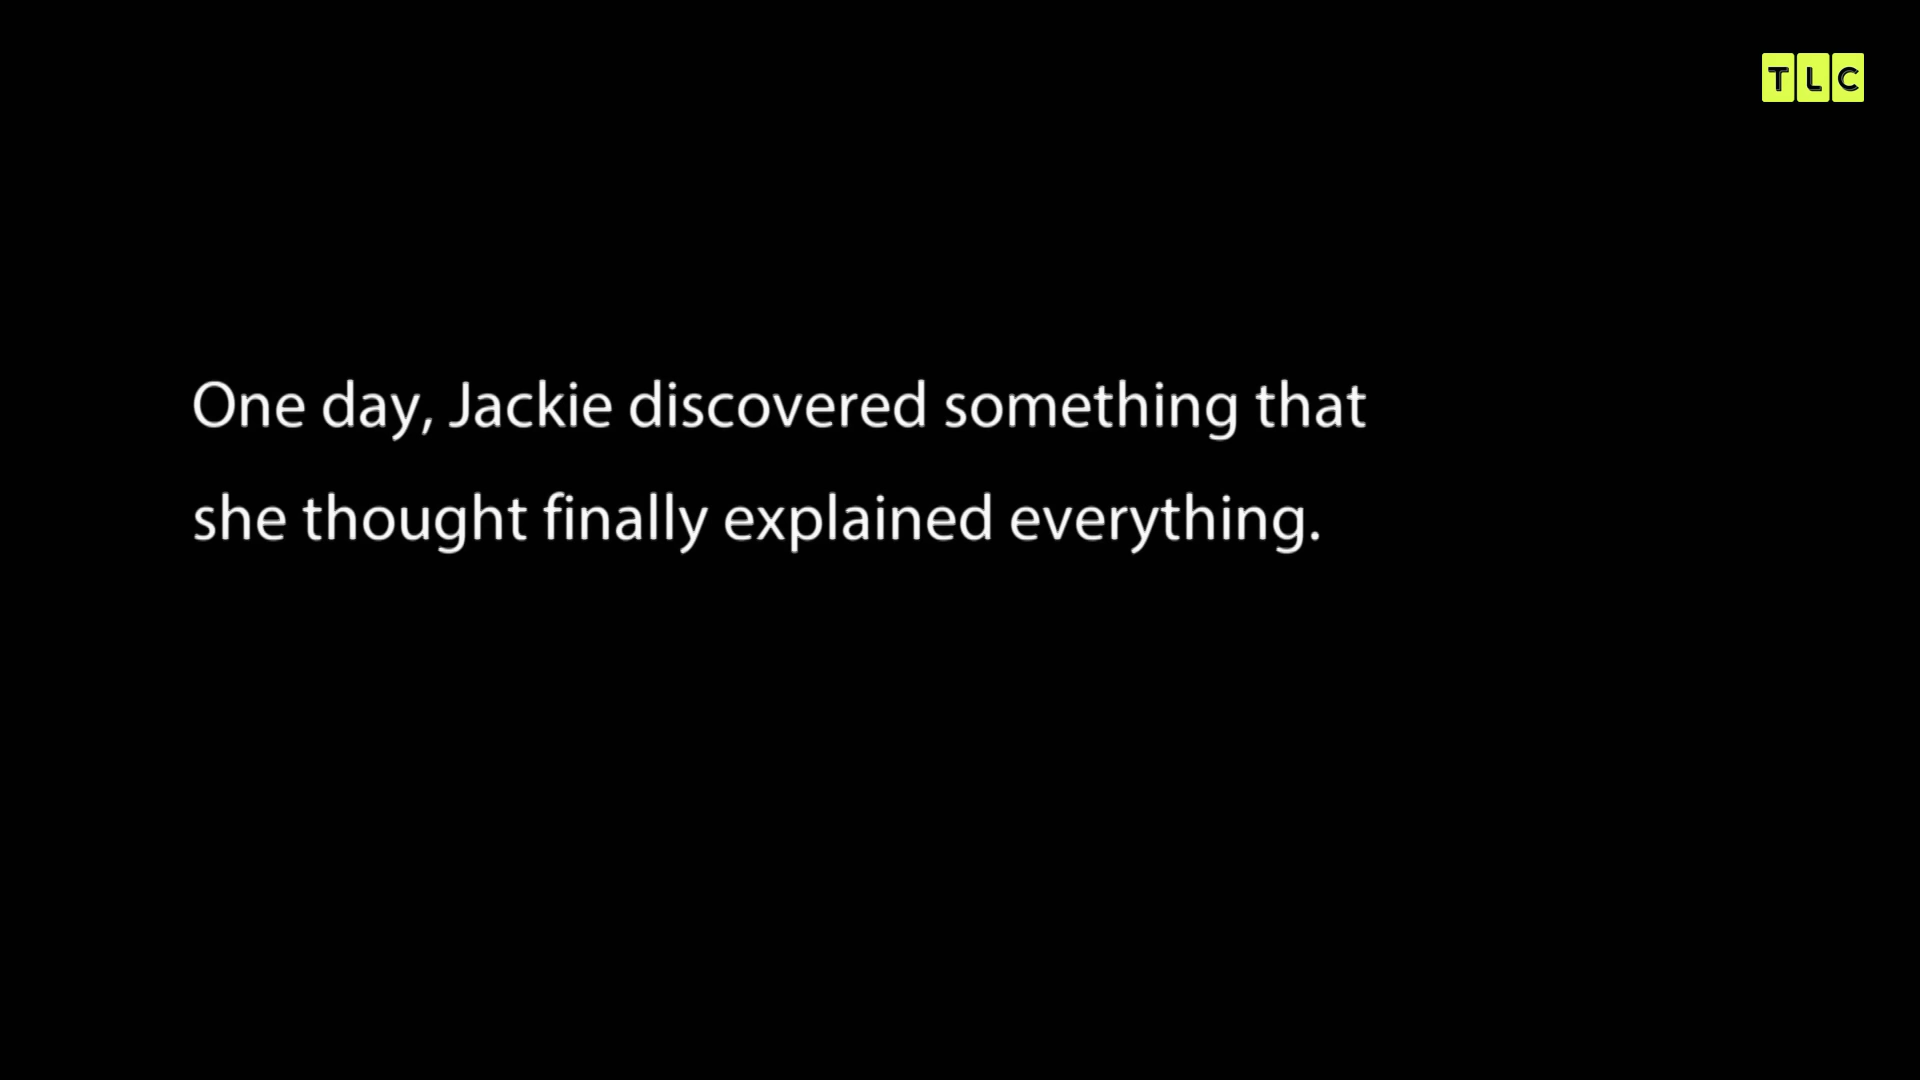 TLC
One day, Jackie discovered something that
she thought finally explained everything.